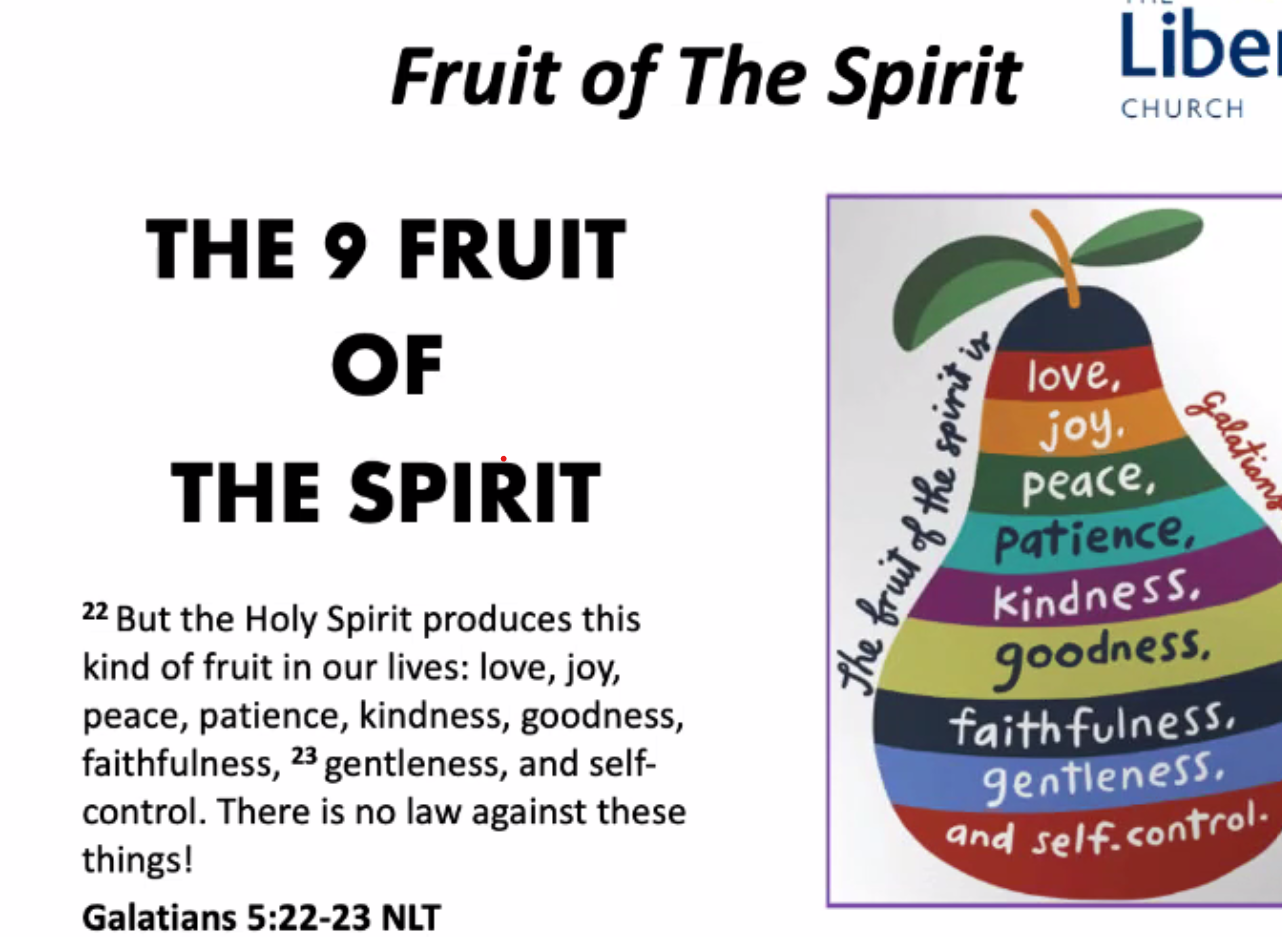 Fruit of The Spirit
CHURCH
THE 9 FRUIT
OF
THE SPIRIT
22 But the Holy Spirit produces this
kind of fruit in our lives: love, joy,
peace, patience, kindness, goodness,
faithfulness, 23 gentleness, and self-
control. There is no law against these
things!
Galatians 5:22-23 NLT
the fruit of the spirit is
love,
joy,
peace,
patience,
kindness,
goodness,
faithfulness,
gentleness,
and self-control.
Galatians